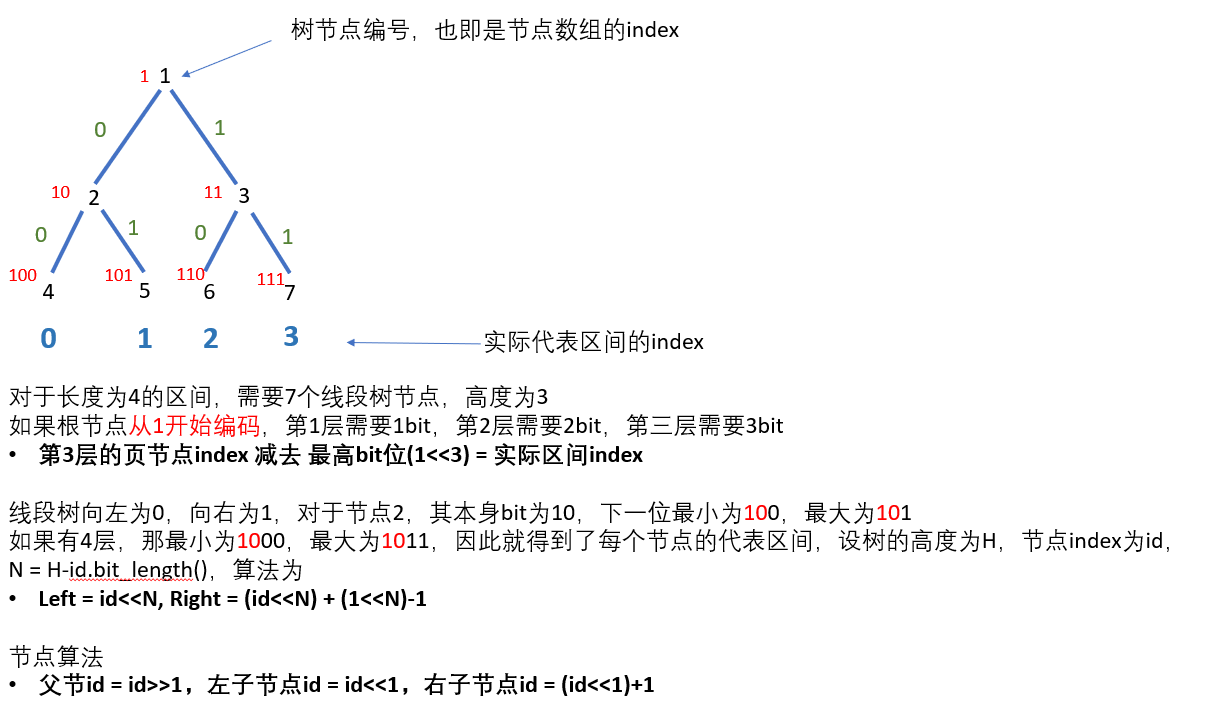 树节点编号，也即是节点数组的index
1 1
0 1
10 2 11 3
0 1 0 1
100 101 110 111
4 5 6 7
0 1 2 3
实际代表区间的index
对于长度为4的区间，需要7个线段树节点，高度为3
如果根节点从1开始编码，第1层需要1bit，第2层需要2bit，第三层需要3bit
• 第3层的页节点index 减去 最高bit位(1<<3) = 实际区间index
线段树向左为0，向右为1，对于节点2，其本身bit为10，下一位最小为100，最大为101
如果有4层，那最小为1000，最大为1011，因此就得到了每个节点的代表区间，设树的高度为H，节点index为id，
N = H-id.bit_length()，算法为
• Left = id<<N, Right = (id<<N) + (1<<N)-1
节点算法
• 父节id = id>>1，左子节点id = id<<1，右子节点id = (id<<1)+1